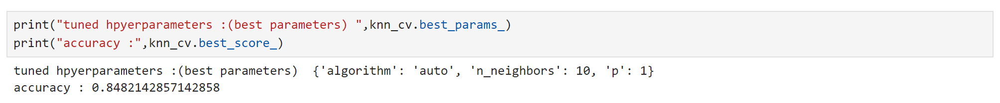 print("tuned hpyerparameters :(best parameters) ",knn_cv.best_params_)
print("accuracy :",knn_cv.best_score_)
tuned hpyerparameters :(best parameters)  {'algorithm': 'auto', 'n_neighbors': 10, 'p': 1}
accuracy : 0.8482142857142858